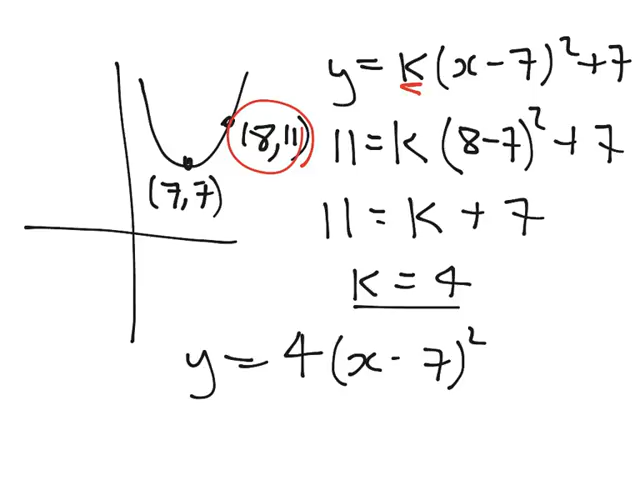 y = k(x-7)²+7
(8,11)
11 = k(8-7)²+7
(7,7)
11 = k + 7
k = 4
y = 4(x-7)²